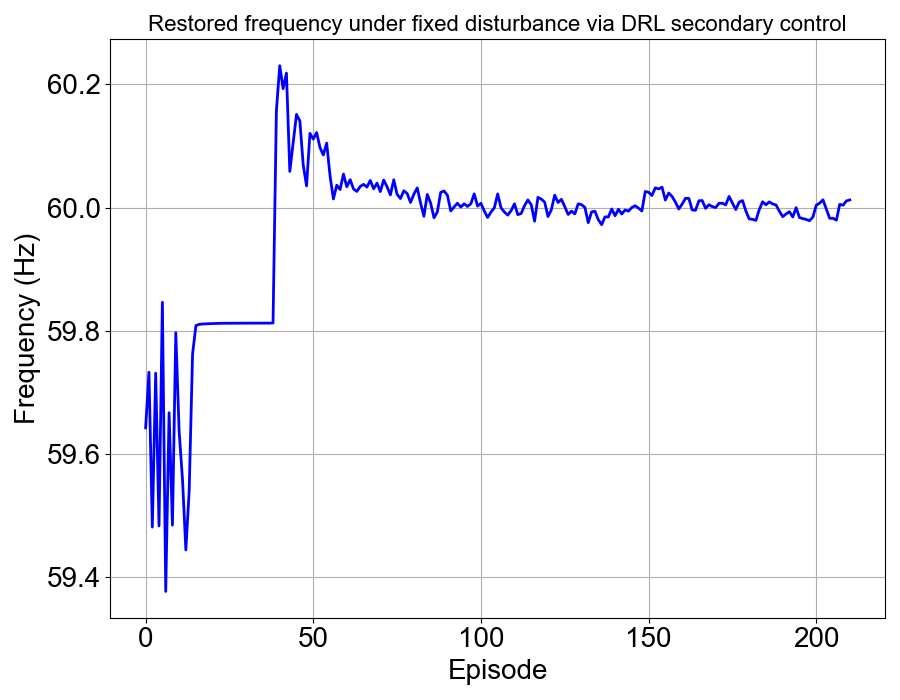 Restored frequency under fixed disturbance via DRL secondary control
60.2
60.0
59.8
59.6
59.4
Frequency (Hz)
0 50 100 150 200
Episode